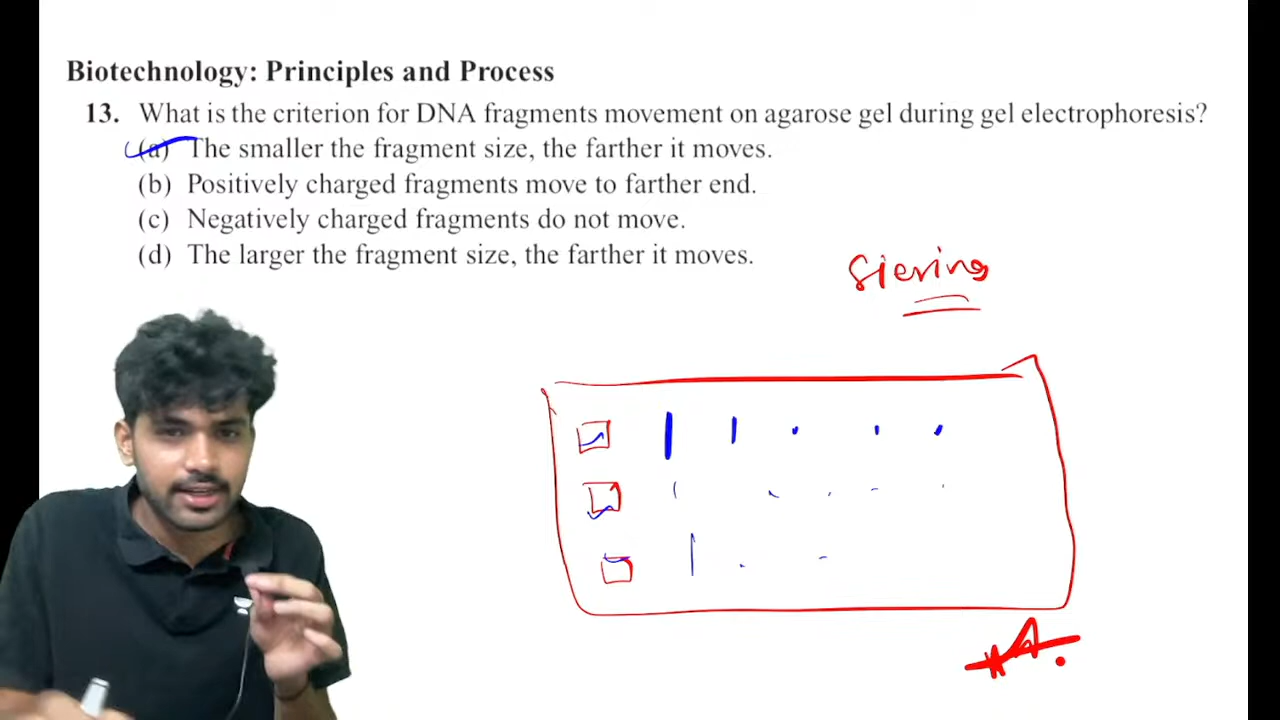 Biotechnology: Principles and Process
13. What is the criterion for DNA fragments movement on agarose gel during gel electrophoresis?
(a) The smaller the fragment size, the farther it moves.
(b) Positively charged fragments move to farther end.
(c) Negatively charged fragments do not move.
(d) The larger the fragment size, the farther it moves.